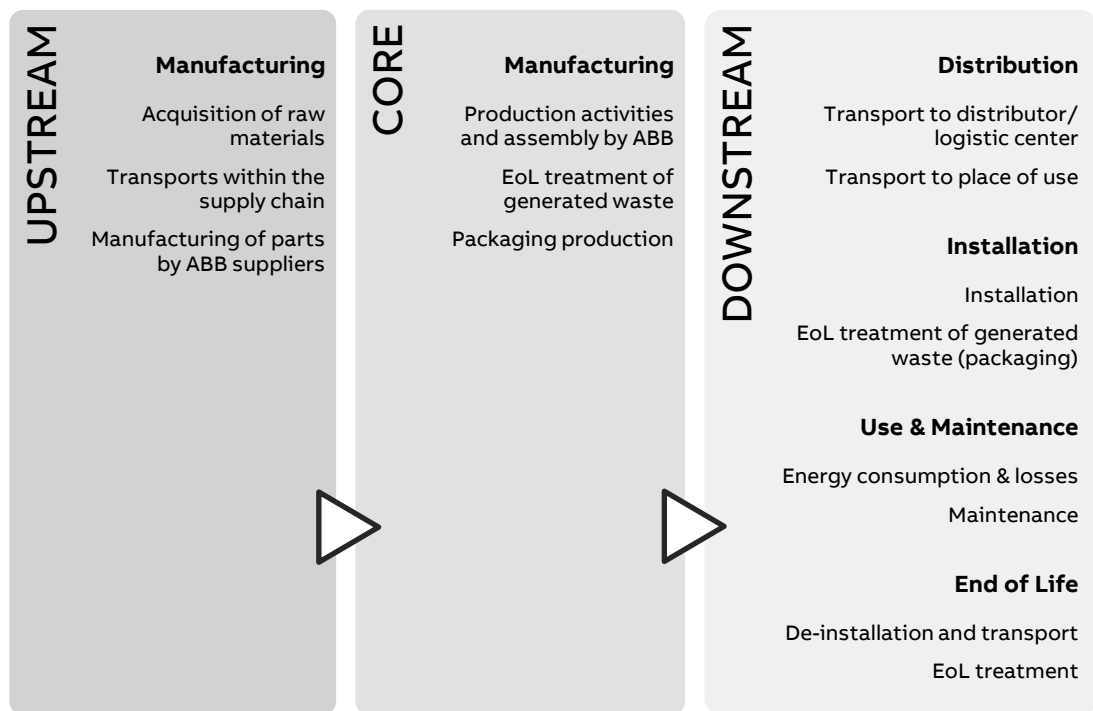 UPSTREAM
Manufacturing
Acquisition of raw
materials
Transports within the
supply chain
Manufacturing of parts
by ABB suppliers
CORE
Manufacturing
Production activities
and assembly by ABB
EoL treatment of
generated waste
Packaging production
DOWNSTREAM
Distribution
Transport to distributor/
logistic center
Transport to place of use
Installation
Installation
EoL treatment of generated
waste (packaging)
Use & Maintenance
Energy consumption & losses
Maintenance
End of Life
De-installation and transport
EoL treatment